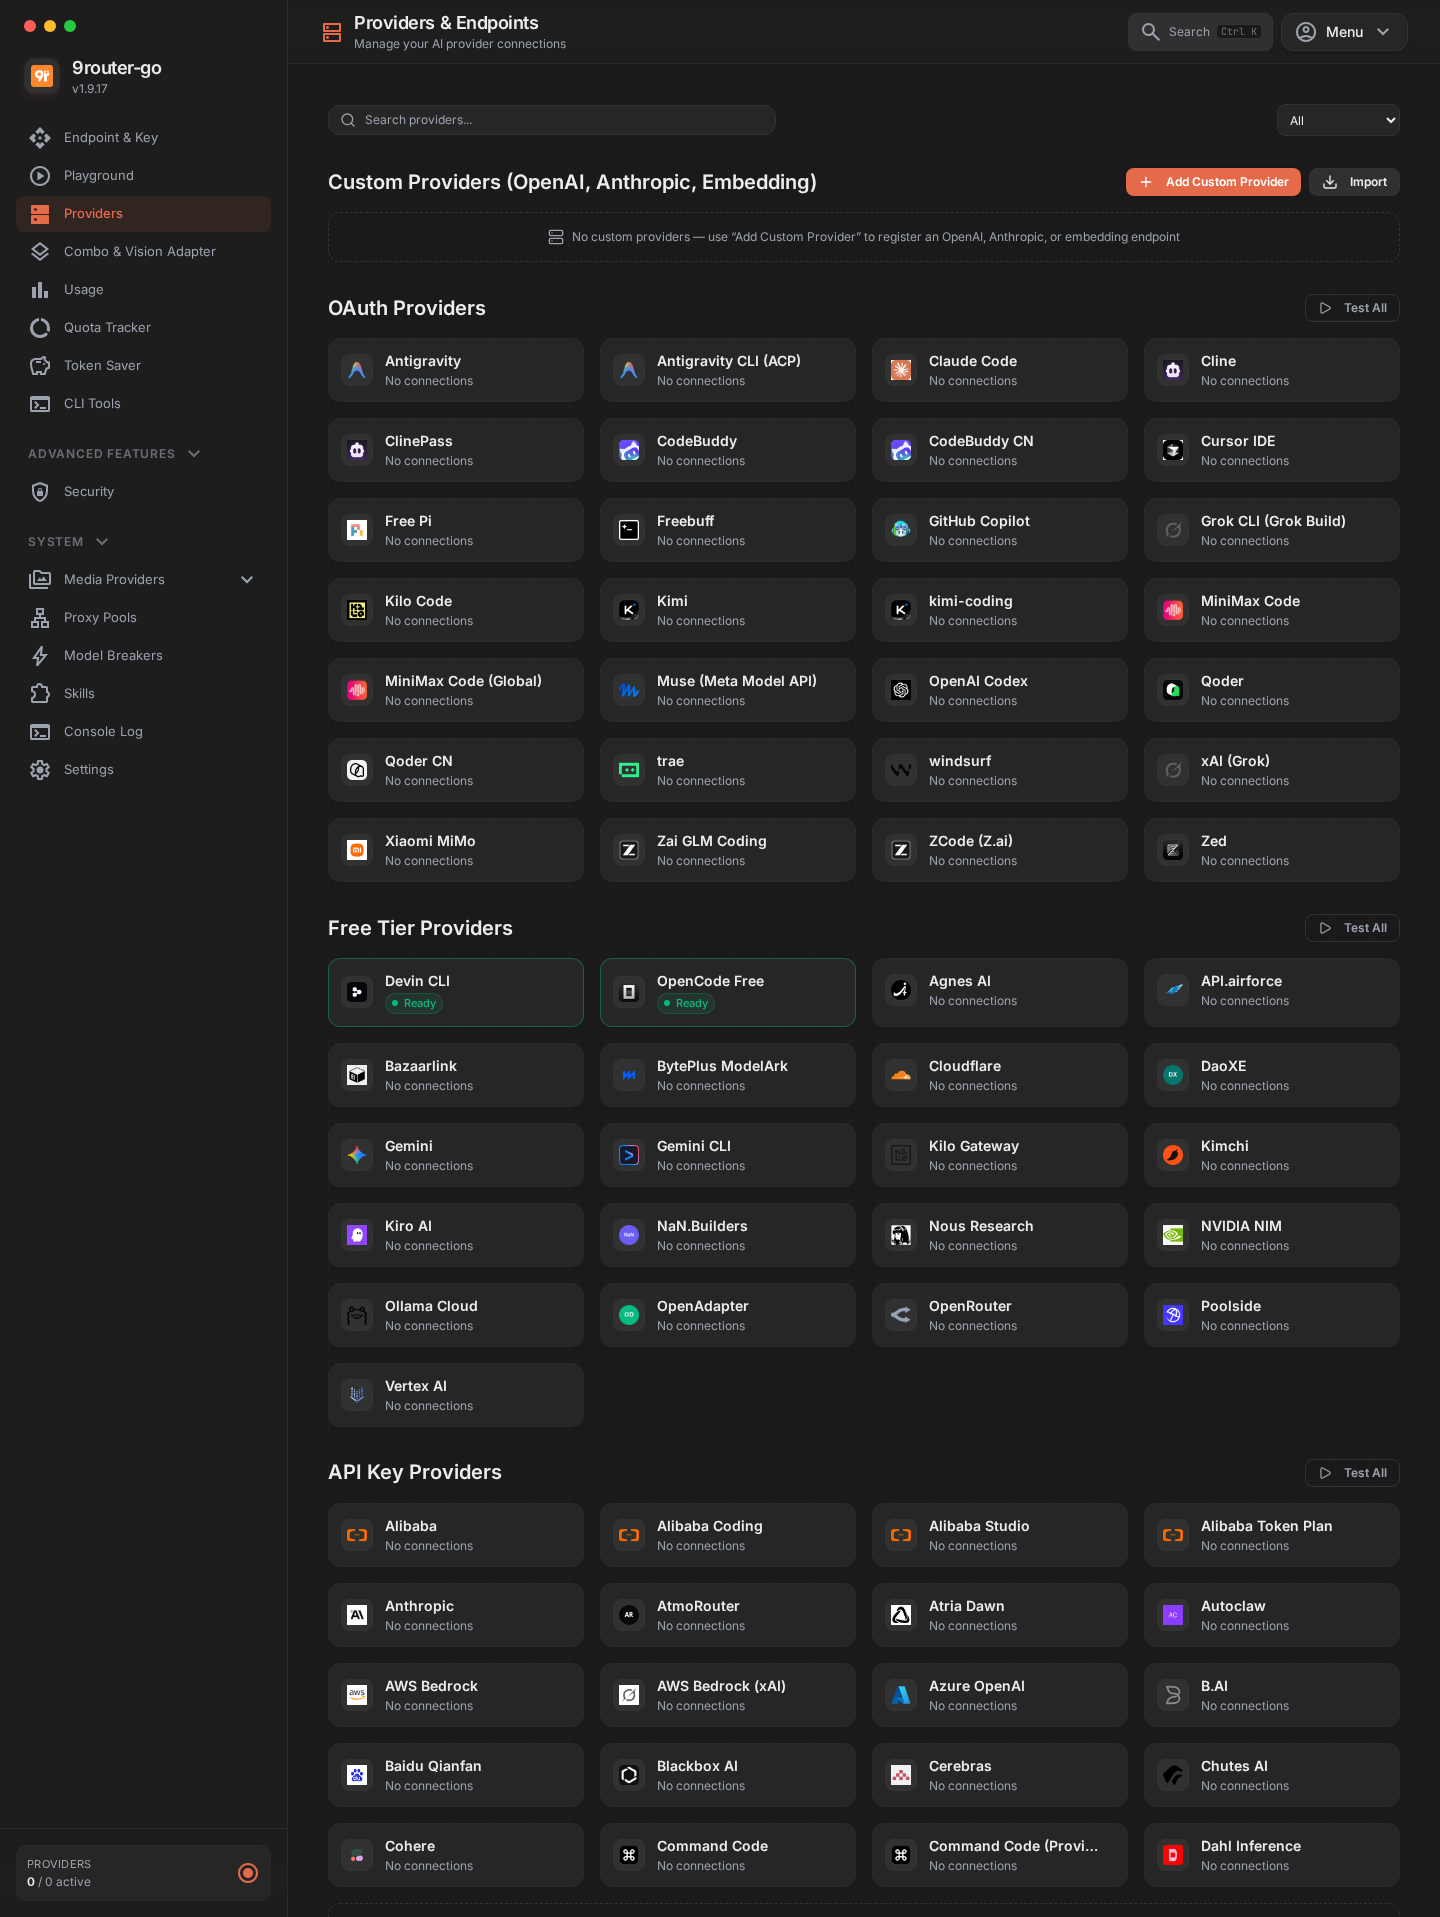 9router-go
v1.9.17
Endpoint & Key
Playground
Providers
Combo & Vision Adapter
Usage
Quota Tracker
Token Saver
CLI Tools
ADVANCED FEATURES
Security
SYSTEM
Media Providers
Proxy Pools
Model Breakers
Skills
Console Log
Settings
PROVIDERS
0 / 0 active
Providers & Endpoints
Manage your AI provider connections
Search Ctrl K
Menu
Search providers...
All
Custom Providers (OpenAI, Anthropic, Embedding)
Add Custom Provider
Import
No custom providers — use “Add Custom Provider” to register an OpenAI, Anthropic, or embedding endpoint
OAuth Providers
Test All
Antigravity
No connections
Antigravity CLI (ACP)
No connections
Claude Code
No connections
Cline
No connections
ClinePass
No connections
CodeBuddy
No connections
CodeBuddy CN
No connections
Cursor IDE
No connections
Free Pi
No connections
Freebuff
No connections
GitHub Copilot
No connections
Grok CLI (Grok Build)
No connections
Kilo Code
No connections
Kimi
No connections
kimi-coding
No connections
MiniMax Code
No connections
MiniMax Code (Global)
No connections
Muse (Meta Model API)
No connections
OpenAI Codex
No connections
Qoder
No connections
Qoder CN
No connections
trae
No connections
windsurf
No connections
xAI (Grok)
No connections
Xiaomi MiMo
No connections
Zai GLM Coding
No connections
ZCode (Z.ai)
No connections
Zed
No connections
Free Tier Providers
Test All
Devin CLI
Ready
OpenCode Free
Ready
Agnes AI
No connections
API.airforce
No connections
Bazaarlink
No connections
BytePlus ModelArk
No connections
Cloudflare
No connections
DX
DaoXE
No connections
Gemini
No connections
Gemini CLI
No connections
Kilo Gateway
No connections
Kimchi
No connections
Kiro AI
No connections
NaN
NaN.Builders
No connections
Nous Research
No connections
NVIDIA NIM
No connections
Ollama Cloud
No connections
OpenAdapter
No connections
OpenRouter
No connections
Poolside
No connections
Vertex AI
No connections
API Key Providers
Test All
Alibaba
No connections
Alibaba Coding
No connections
Alibaba Studio
No connections
Alibaba Token Plan
No connections
Anthropic
No connections
AR
AtmoRouter
No connections
Atria Dawn
No connections
AC
Autoclaw
No connections
aws
AWS Bedrock
No connections
AWS Bedrock (xAI)
No connections
Azure OpenAI
No connections
B.AI
No connections
Baidu Qianfan
No connections
Blackbox AI
No connections
Cerebras
No connections
Chutes AI
No connections
Cohere
No connections
Command Code
No connections
Command Code (Provi...
No connections
Dahl Inference
No connections